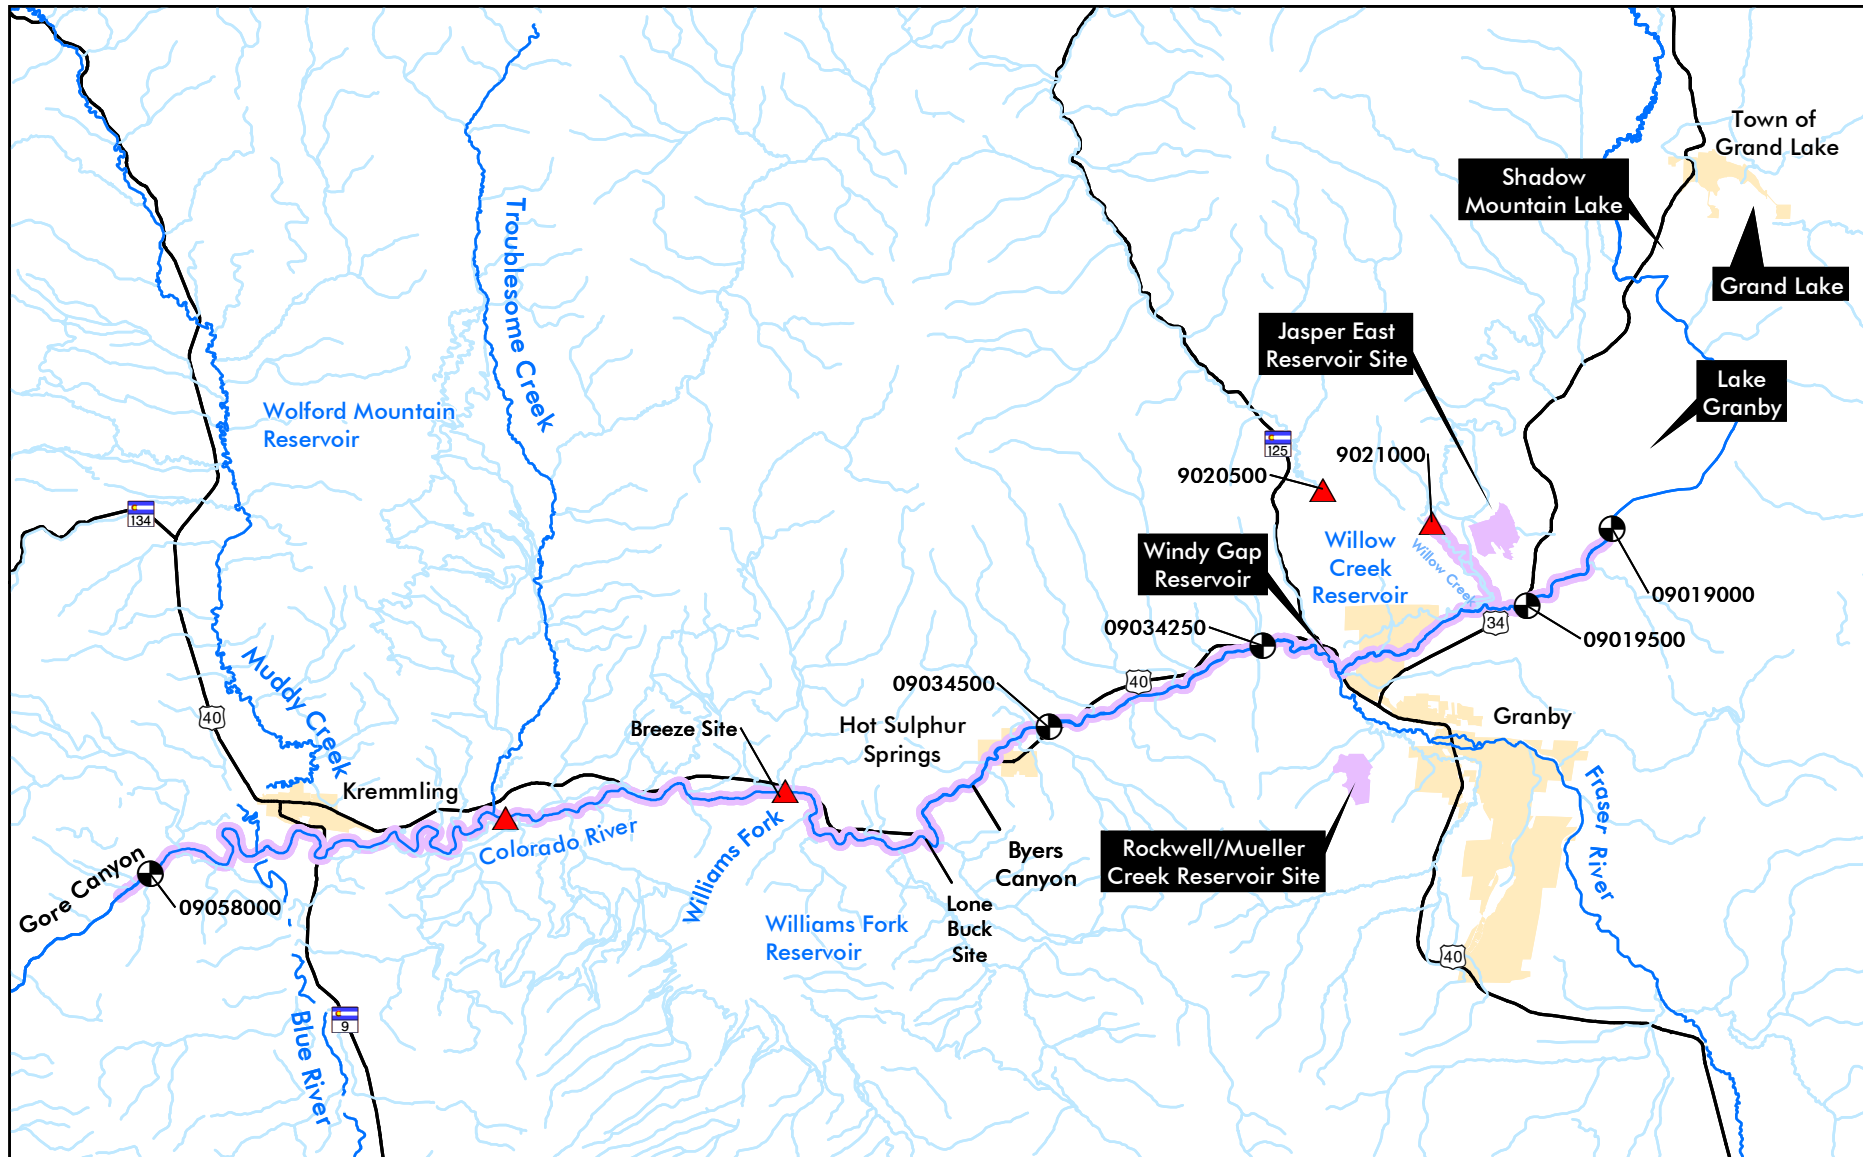 Town of
Grand Lake
Shadow
Mountain Lake
Grand Lake
Troublesome Creek
Jasper East
Reservoir Site
Lake
Granby
Wolford Mountain
Reservoir
125
9021000
9020500
134
Windy Gap
Reservoir
Willow
Creek
Reservoir
Willow Creek
09019000
34
09019500
09034250
Muddy Creek
40
09034500
40
Breeze Site
Hot Sulphur
Springs
Granby
Kremmling
Fraser River
Colorado River
Williams Fork
Byers
Canyon
Rockwell/Mueller
Creek Reservoir Site
Gore Canyon
09058000
Lone
Buck
Site
Williams Fork
Reservoir
40
Blue River
9